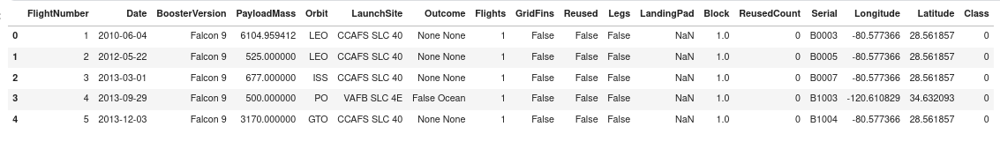 FlightNumber Date BoosterVersion PayloadMass Orbit LaunchSite Outcome Flights GridFins Reused Legs LandingPad Block ReusedCount Serial Longitude Latitude Class
0 1 2010-06-04 Falcon 9 6104.959412 LEO CCAFS SLC 40 None None 1 False False False NaN 1.0 0 B0003 -80.577366 28.561857 0
1 2 2012-05-22 Falcon 9 525.000000 LEO CCAFS SLC 40 None None 1 False False False NaN 1.0 0 B0005 -80.577366 28.561857 0
2 3 2013-03-01 Falcon 9 677.000000 ISS CCAFS SLC 40 None None 1 False False False NaN 1.0 0 B0007 -80.577366 28.561857 0
3 4 2013-09-29 Falcon 9 500.000000 PO VAFB SLC 4E False Ocean 1 False False False NaN 1.0 0 B1003 -120.610829 34.632093 0
4 5 2013-12-03 Falcon 9 3170.000000 GTO CCAFS SLC 40 None None 1 False False False NaN 1.0 0 B1004 -80.577366 28.561857 0